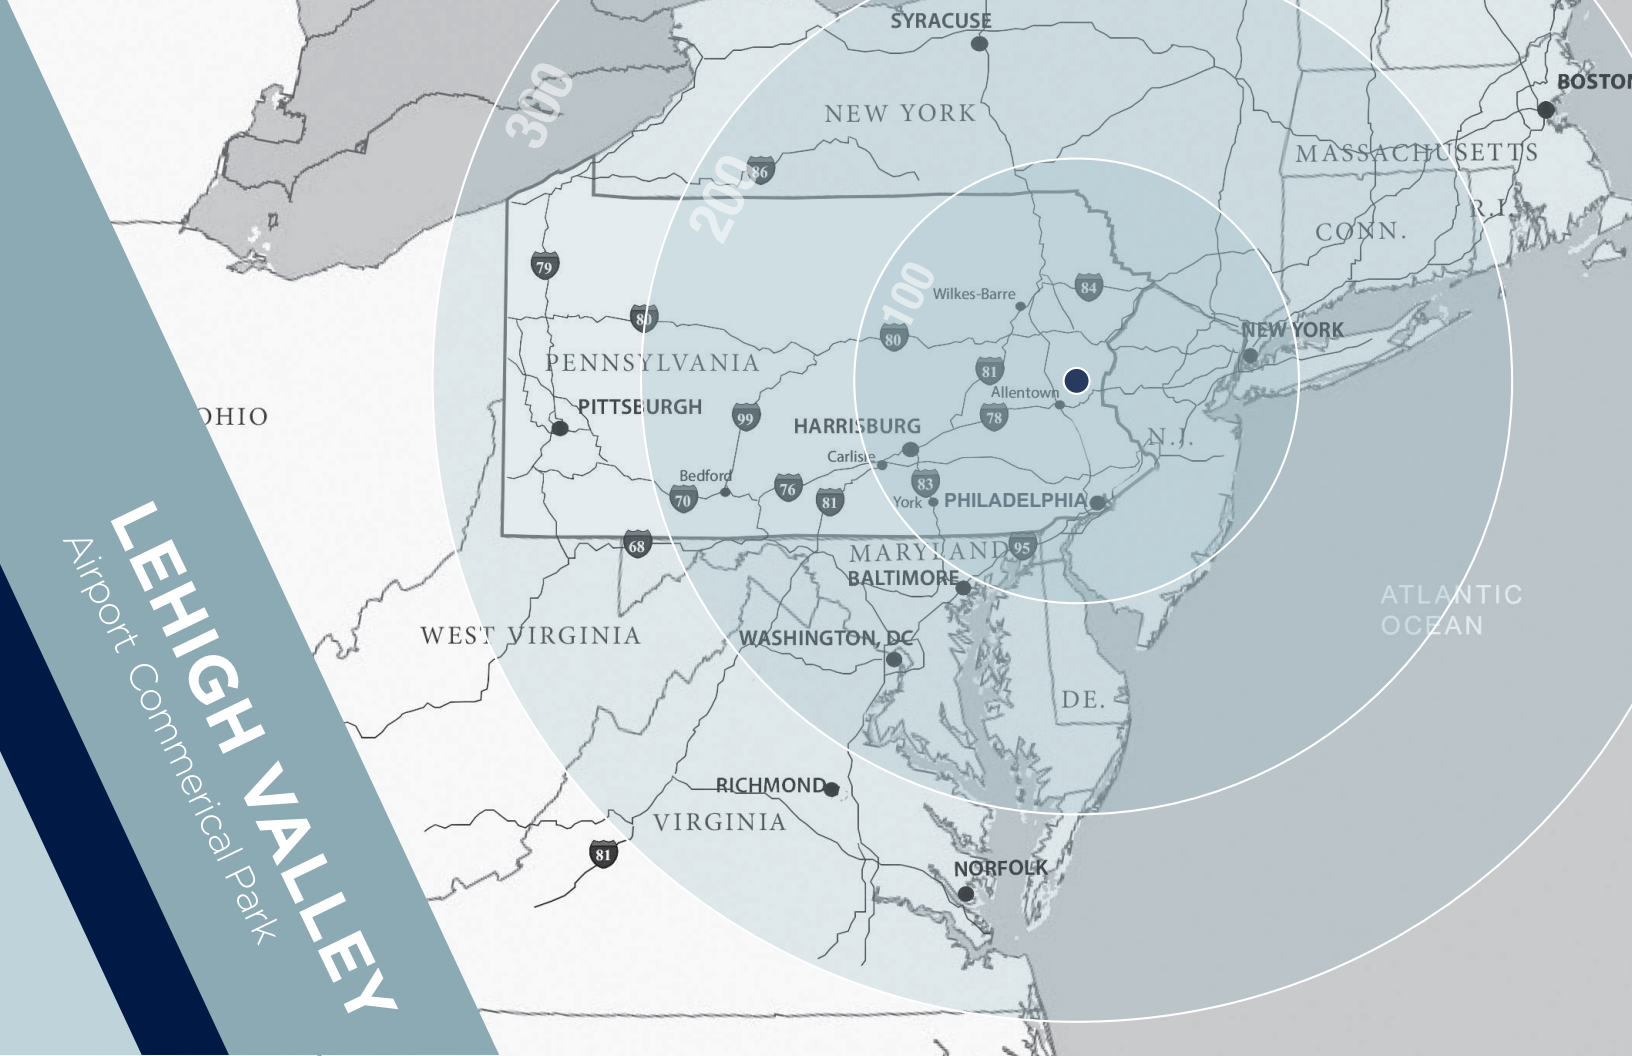 SYRACUSE
BOSTON
300
NEW YORK
MASSACHUSETTS
86
200
R.I.
CONN.
79
100
84
Wilkes-Barre
80
80
NEW YORK
PENNSYLVANIA
81
Allentown
OHIO
PITTSBURGH
99
78
HARRISBURG
N.J.
Carlisle
Bedford
76
83
70
81
York
PHILADELPHIA
68
MARYLAND
95
BALTIMORE
ATLANTIC
OCEAN
WEST VIRGINIA
WASHINGTON, DC
DE.
RICHMOND
VIRGINIA
81
NORFOLK
LEHIGH VALLEY
Airport Commerical Park